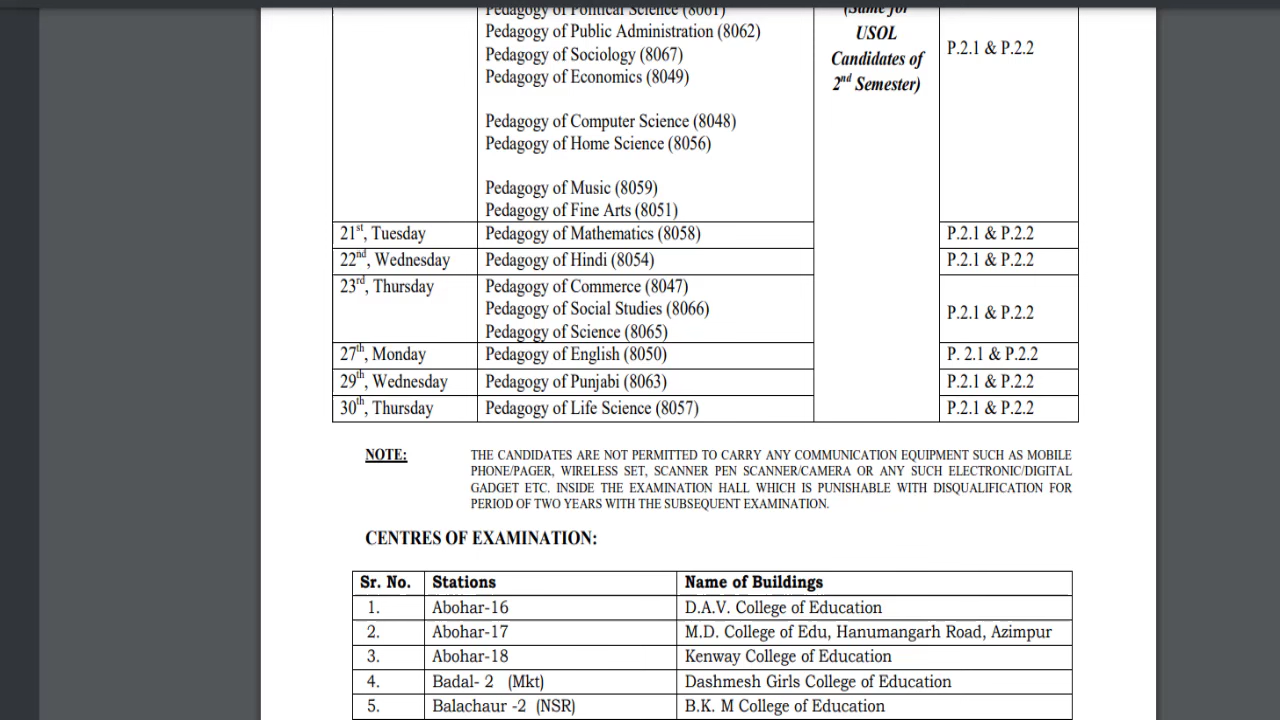 Pedagogy of Political Science (8061)
Pedagogy of Public Administration (8062)
Pedagogy of Sociology (8067)
Pedagogy of Economics (8049)
Pedagogy of Computer Science (8048)
Pedagogy of Home Science (8056)
Pedagogy of Music (8059)
Pedagogy of Fine Arts (8051)
(Same for
USOL
Candidates of
2nd Semester)
P.2.1 & P.2.2
21st, Tuesday Pedagogy of Mathematics (8058) P.2.1 & P.2.2
22nd, Wednesday Pedagogy of Hindi (8054) P.2.1 & P.2.2
23rd, Thursday Pedagogy of Commerce (8047)
Pedagogy of Social Studies (8066)
Pedagogy of Science (8065)
P.2.1 & P.2.2
27th, Monday Pedagogy of English (8050) P. 2.1 & P.2.2
29th, Wednesday Pedagogy of Punjabi (8063) P.2.1 & P.2.2
30th, Thursday Pedagogy of Life Science (8057) P.2.1 & P.2.2
NOTE: THE CANDIDATES ARE NOT PERMITTED TO CARRY ANY COMMUNICATION EQUIPMENT SUCH AS MOBILE
PHONE/PAGER, WIRELESS SET, SCANNER PEN SCANNER/CAMERA OR ANY SUCH ELECTRONIC/DIGITAL
GADGET ETC. INSIDE THE EXAMINATION HALL WHICH IS PUNISHABLE WITH DISQUALIFICATION FOR
PERIOD OF TWO YEARS WITH THE SUBSEQUENT EXAMINATION.
CENTRES OF EXAMINATION:
Sr. No. Stations Name of Buildings
1. Abohar-16 D.A.V. College of Education
2. Abohar-17 M.D. College of Edu, Hanumangarh Road, Azimpur
3. Abohar-18 Kenway College of Education
4. Badal- 2 (Mkt) Dashmesh Girls College of Education
5. Balachaur -2 (NSR) B.K. M College of Education